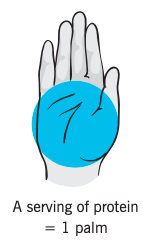 A serving of protein
= 1 palm